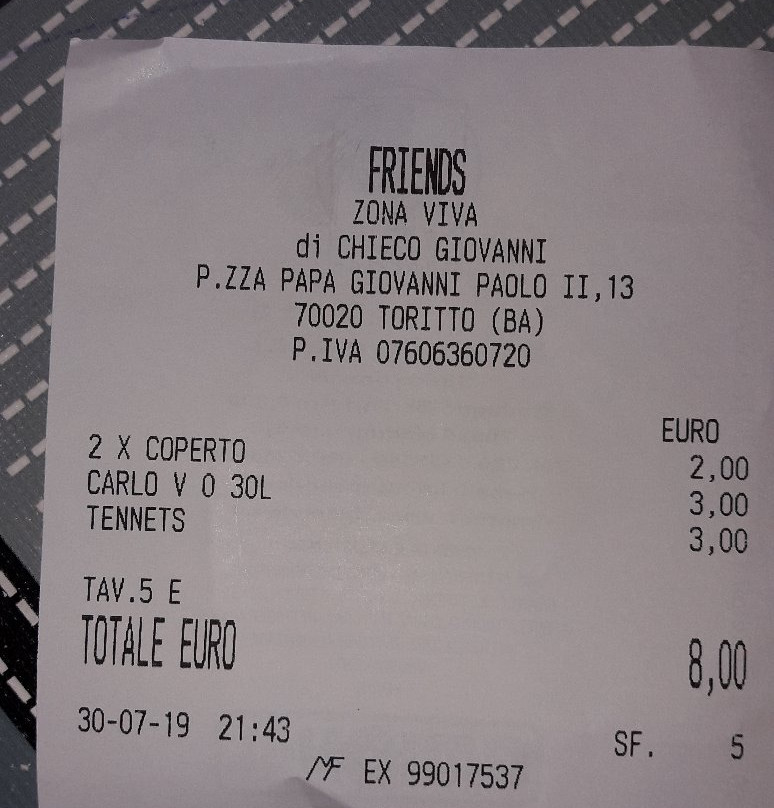 FRIENDS
ZONA VIVA
di CHIECO GIOVANNI
P.ZZA PAPA GIOVANNI PAOLO II,13
70020 TORITTO (BA)
P.IVA 07606360720
EURO
2 X COPERTO 2,00
CARLO V 0 30L 3,00
TENNETS 3,00
TAV.5 E
TOTALE EURO 8,00
30-07-19 21:43 SF. 5
MF EX 99017537